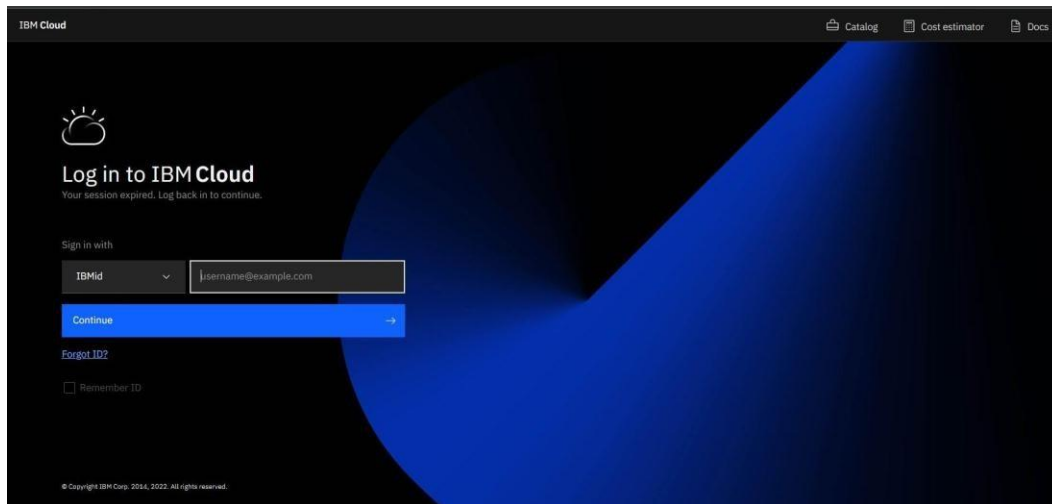 IBM Cloud
Catalog
Cost estimator
Docs
Log in to IBM Cloud
Your session expired. Log back in to continue.
Sign in with
IBMid
username@example.com
Continue
Forgot ID?
Remember ID
© Copyright IBM Corp. 2014, 2022. All rights reserved.